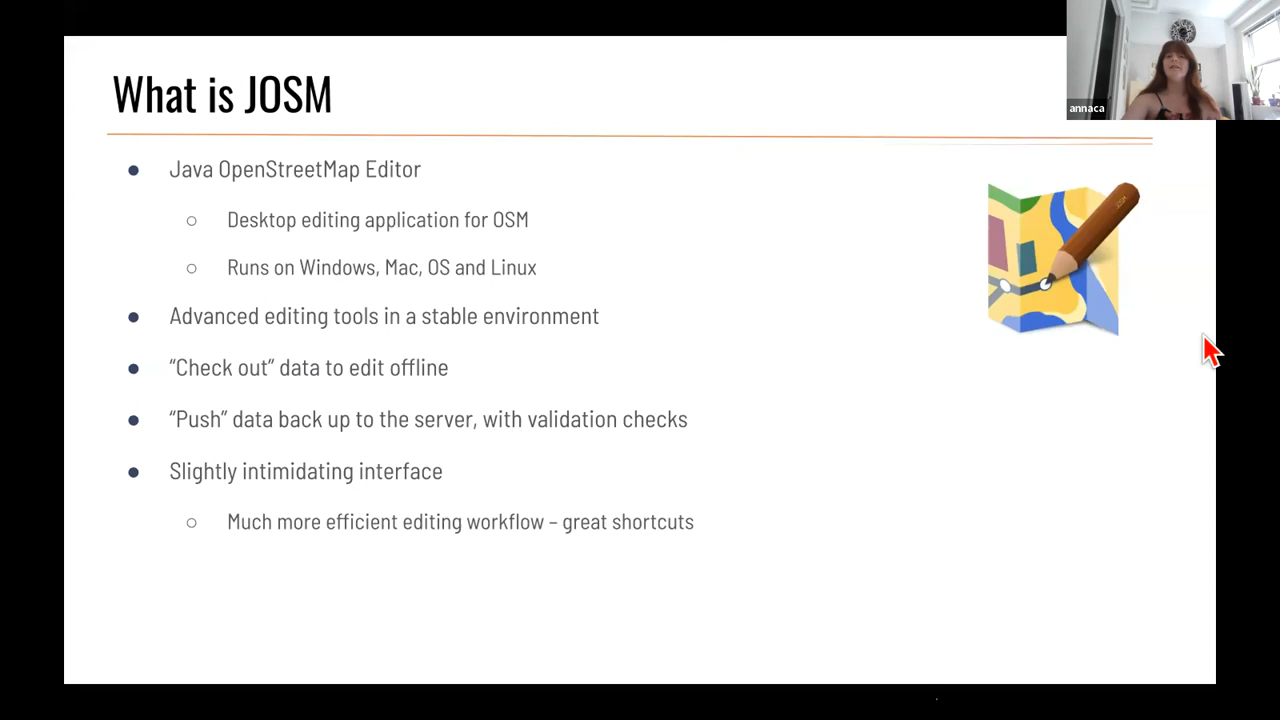 What is JOSM
annaca
Java OpenStreetMap Editor
Desktop editing application for OSM
Runs on Windows, Mac, OS and Linux
Advanced editing tools in a stable environment
“Check out” data to edit offline
“Push” data back up to the server, with validation checks
Slightly intimidating interface
Much more efficient editing workflow – great shortcuts
JOSM